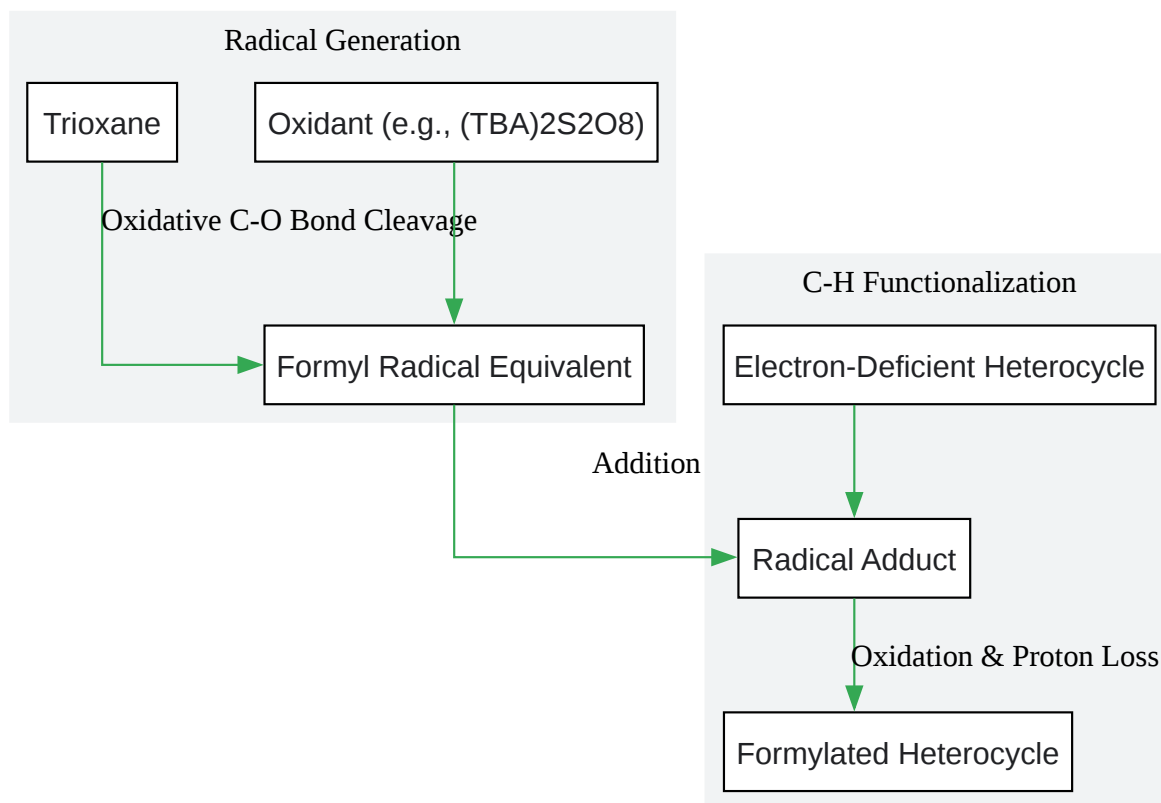 Radical Generation
Trioxane
Oxidant (e.g., (TBA)2S2O8)
Oxidative C-O Bond Cleavage
Formyl Radical Equivalent
C-H Functionalization
Electron-Deficient Heterocycle
Addition
Radical Adduct
Oxidation & Proton Loss
Formylated Heterocycle